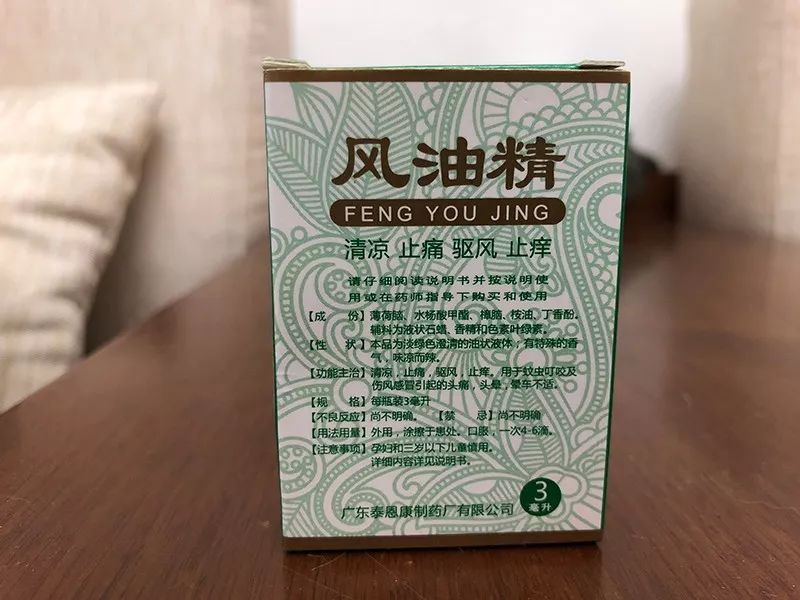 风油精
FENG YOU JING
清凉 止痛 驱风 止痒
请仔细阅读说明书并按说明使
用或在药师指导下购买和使用
【成 份】薄荷脑、水杨酸甲酯、樟脑、桉油、丁香酚。
辅料为液状石蜡、香精和色素叶绿素。
【性 状】本品为淡绿色澄清的油状液体；有特殊的香
气，味凉而辣。
【功能主治】清凉，止痛，驱风，止痒。用于蚊虫叮咬及
伤风感冒引起的头痛，头晕，晕车不适。
【规 格】每瓶装3毫升
【不良反应】尚不明确。【禁 忌】尚不明确
【用法用量】外用，涂擦于患处。口服，一次4-6滴。
【注意事项】孕妇和三岁以下儿童慎用。
详细内容详见说明书。
广东泰恩康制药厂有限公司
3
毫升